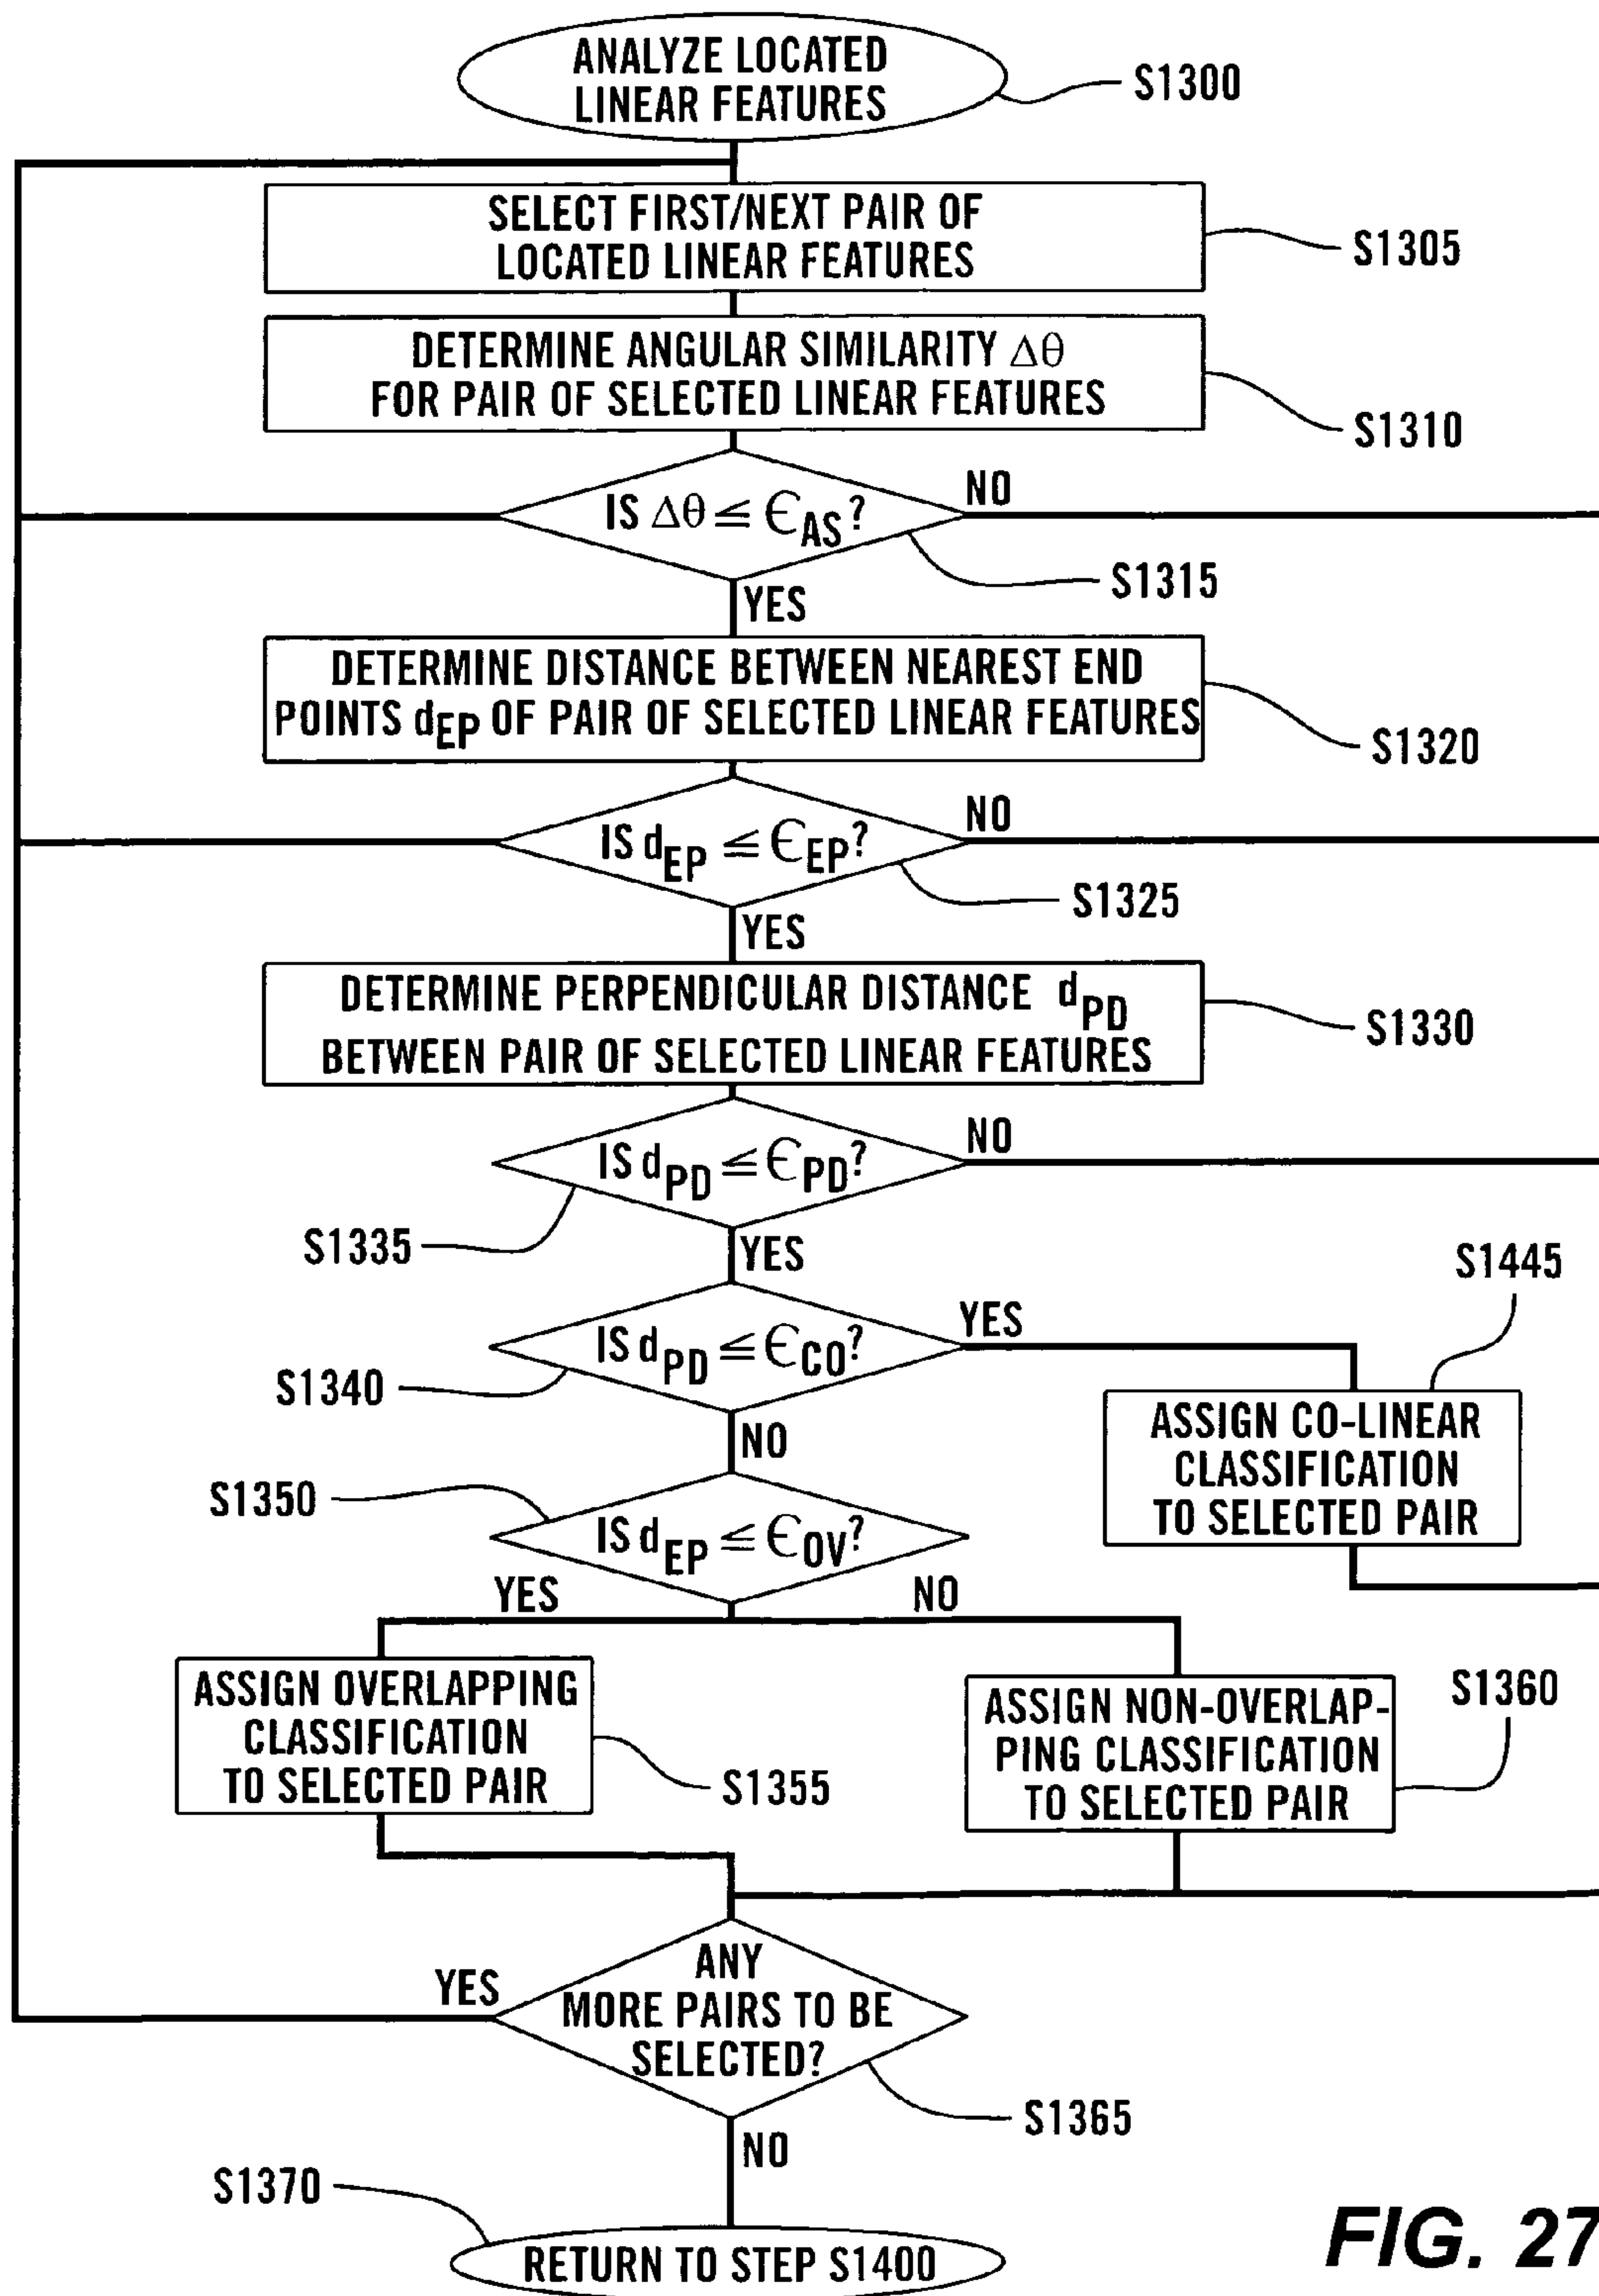 ANALYZE LOCATED
LINEAR FEATURES
S1300
SELECT FIRST/NEXT PAIR OF
LOCATED LINEAR FEATURES
S1305
DETERMINE ANGULAR SIMILARITY Δθ
FOR PAIR OF SELECTED LINEAR FEATURES
S1310
IS Δθ ≦ ϵAS?
NO
S1315
YES
DETERMINE DISTANCE BETWEEN NEAREST END
POINTS dEP OF PAIR OF SELECTED LINEAR FEATURES
S1320
IS dEP ≦ ϵEP?
NO
S1325
YES
DETERMINE PERPENDICULAR DISTANCE dPD
BETWEEN PAIR OF SELECTED LINEAR FEATURES
S1330
IS dPD ≦ ϵPD?
NO
S1335
YES
IS dPD ≦ ϵCO?
YES
S1340
S1445
ASSIGN CO-LINEAR
CLASSIFICATION
TO SELECTED PAIR
NO
S1350
IS dEP ≦ ϵOV?
YES
NO
ASSIGN OVERLAPPING
CLASSIFICATION
TO SELECTED PAIR
S1355
ASSIGN NON-OVERLAP-
PING CLASSIFICATION
TO SELECTED PAIR
S1360
YES
ANY
MORE PAIRS TO BE
SELECTED?
S1365
NO
S1370
RETURN TO STEP S1400
FIG. 27